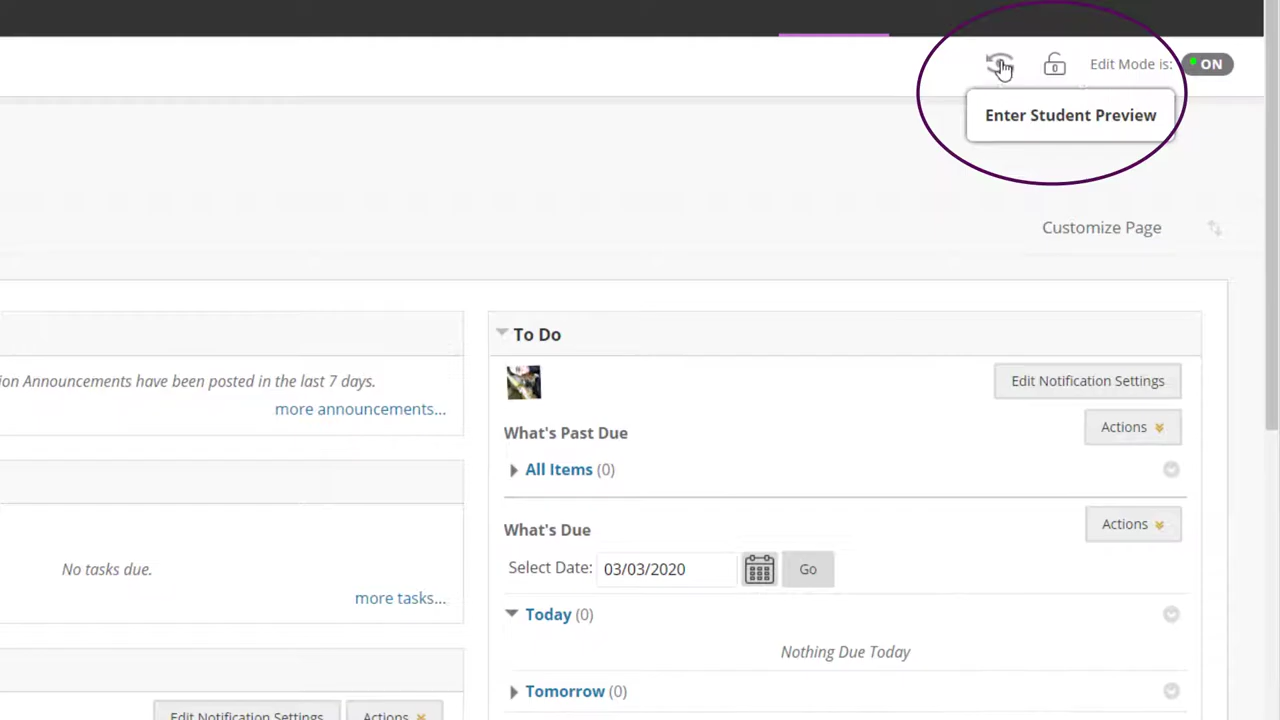 Edit Mode is:
ON
Enter Student Preview
Customize Page
ion Announcements have been posted in the last 7 days.
more announcements...
No tasks due.
more tasks...
Edit Notification Settings
Actions
To Do
Edit Notification Settings
What's Past Due
Actions
All Items (0)
What's Due
Actions
Select Date: 03/03/2020 Go
Today (0)
Nothing Due Today
Tomorrow (0)